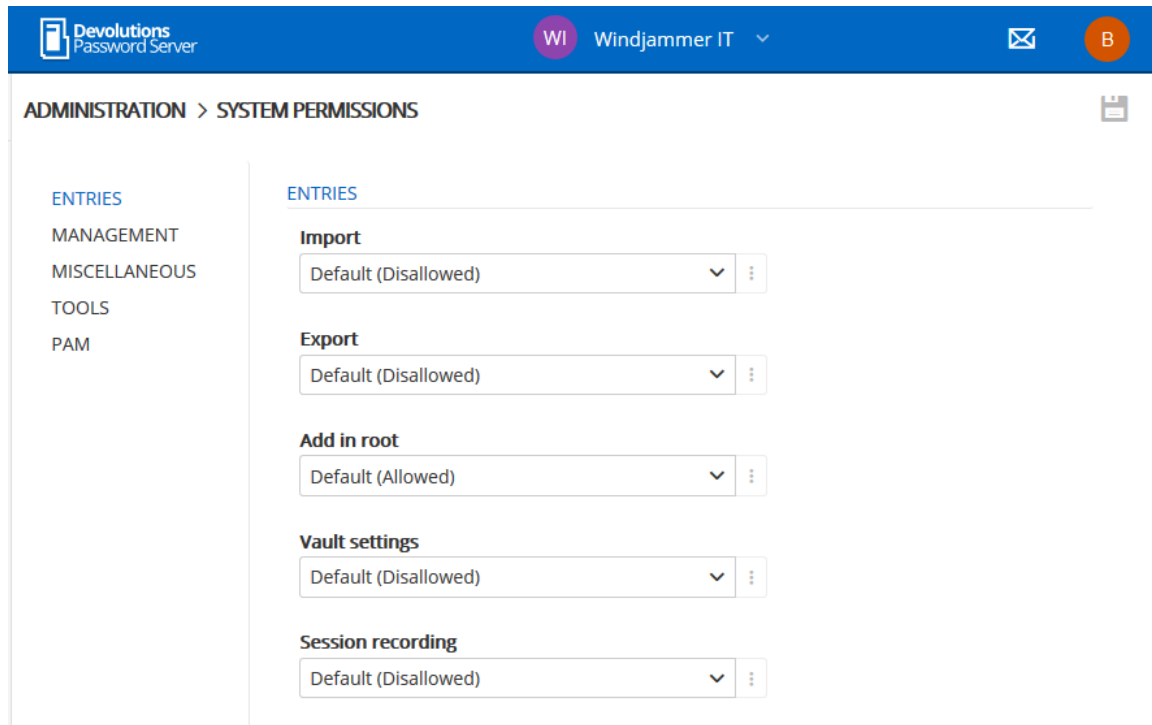 Devolutions
Password Server
WI Windjammer IT
B
ADMINISTRATION > SYSTEM PERMISSIONS
ENTRIES
MANAGEMENT
MISCELLANEOUS
TOOLS
PAM
ENTRIES
Import
Default (Disallowed)
Export
Default (Disallowed)
Add in root
Default (Allowed)
Vault settings
Default (Disallowed)
Session recording
Default (Disallowed)